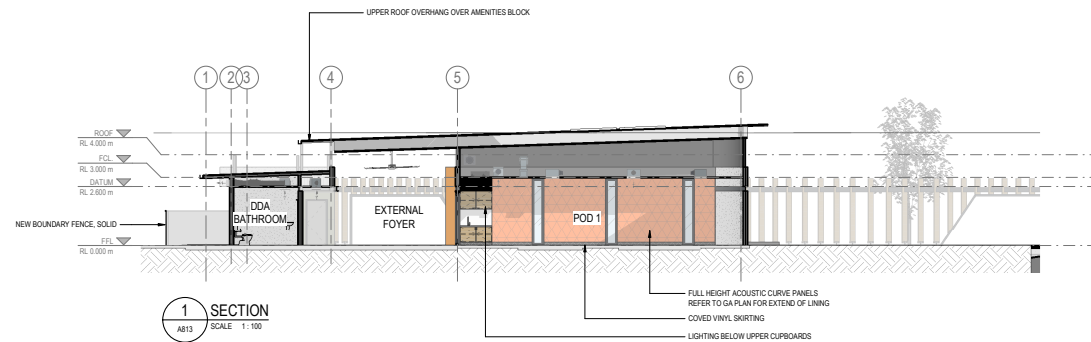 UPPER ROOF OVERHANG OVER AMENITIES BLOCK
1
2
3
4
5
6
ROOF
RL 4.000 m
FCL.
RL 3.000 m
DATUM
RL 2.600 m
FFL
RL 0.000 m
NEW BOUNDARY FENCE, SOLID
DDA
BATHROOM
EXTERNAL
FOYER
POD 1
FULL HEIGHT ACOUSTIC CURVE PANELS
REFER TO GA PLAN FOR EXTEND OF LINING
COVED VINYL SKIRTING
LIGHTING BELOW UPPER CUPBOARDS
1
A813
SECTION
SCALE 1 : 100